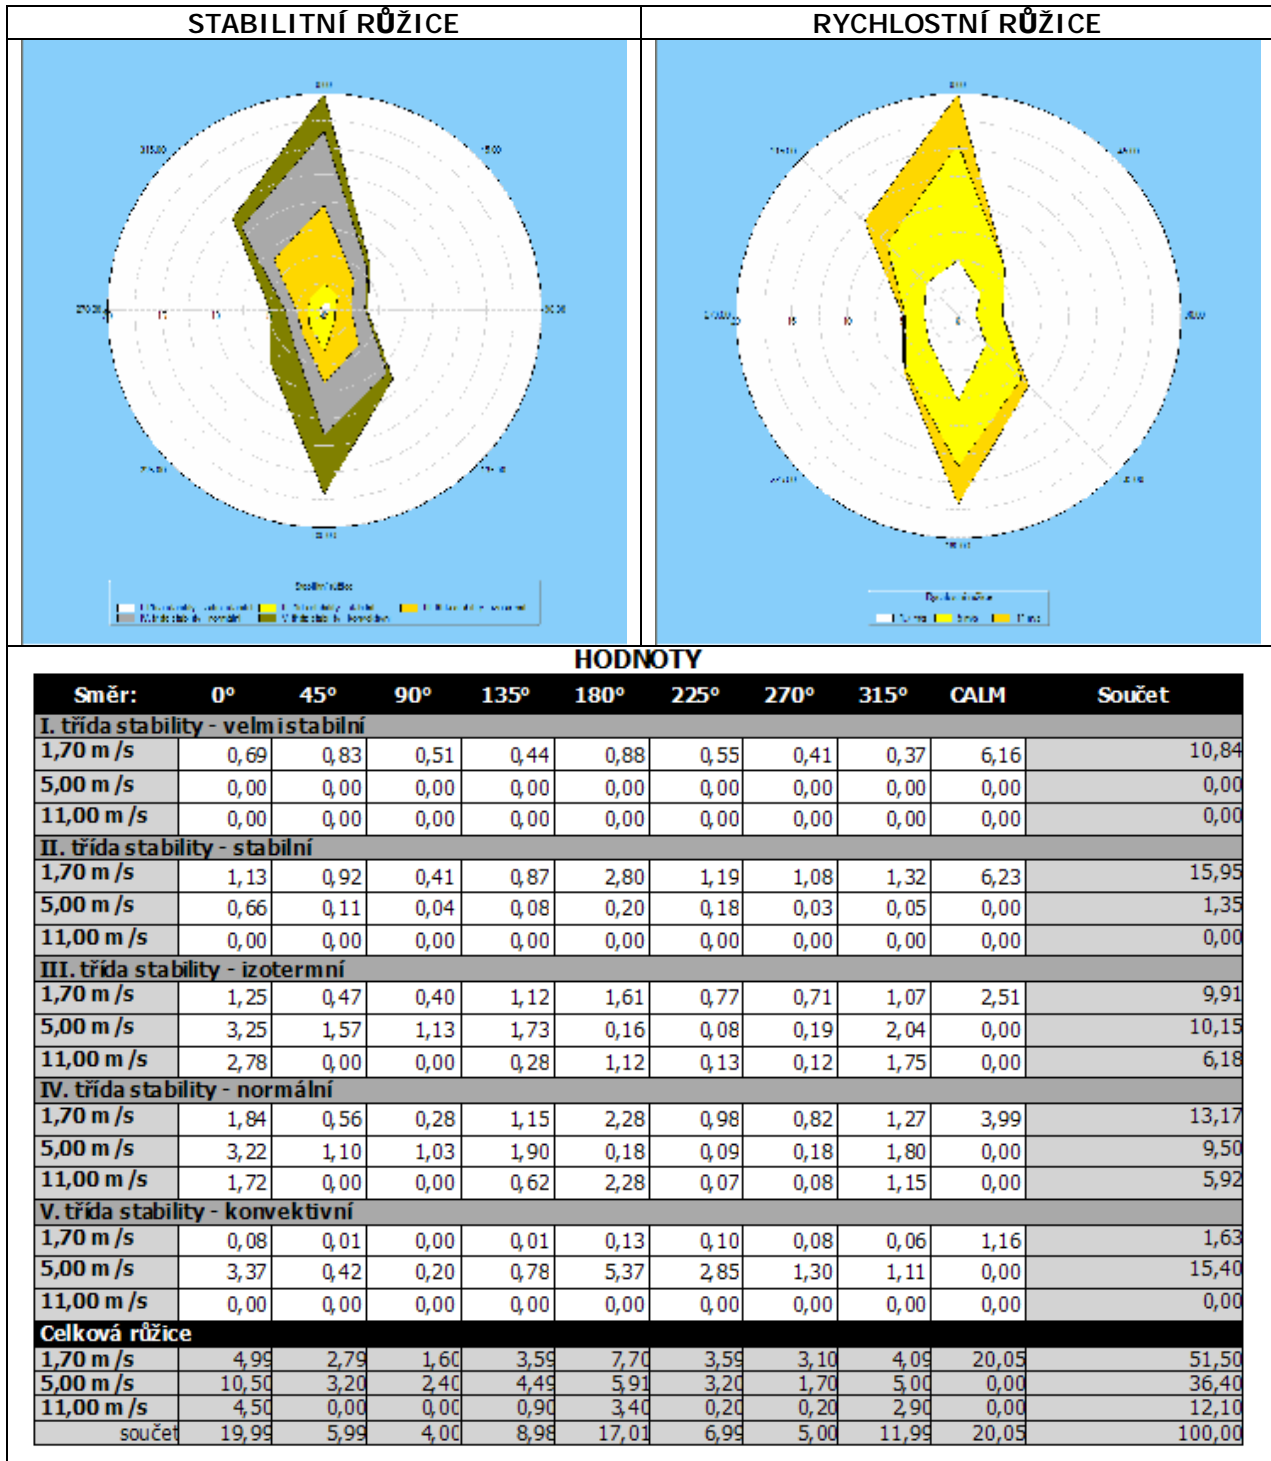 STABILITNÍ RŮŽICE
RYCHLOSTNÍ RŮŽICE
0.00
315.00
270.00
0.00
15
10
180.00
Stabilitní růžice
Rychlostní růžice
HODNOTY
Směr: 0° 45° 90° 135° 180° 225° 270° 315° CALM Součet
I. třída stability - velmi stabilní
1,70 m/s 0,69 0,83 0,51 0,44 0,88 0,55 0,41 0,37 6,16 10,84
5,00 m/s 0,00 0,00 0,00 0,00 0,00 0,00 0,00 0,00 0,00 0,00
11,00 m/s 0,00 0,00 0,00 0,00 0,00 0,00 0,00 0,00 0,00 0,00
II. třída stability - stabilní
1,70 m/s 1,13 0,92 0,41 0,87 2,80 1,19 1,08 1,32 6,23 15,95
5,00 m/s 0,66 0,11 0,04 0,08 0,20 0,18 0,03 0,05 0,00 1,35
11,00 m/s 0,00 0,00 0,00 0,00 0,00 0,00 0,00 0,00 0,00 0,00
III. třída stability - izotermní
1,70 m/s 1,25 0,47 0,40 1,12 1,61 0,77 0,71 1,07 2,51 9,91
5,00 m/s 3,25 1,57 1,13 1,73 0,16 0,08 0,19 2,04 0,00 10,15
11,00 m/s 2,78 0,00 0,00 0,28 1,12 0,13 0,12 1,75 0,00 6,18
IV. třída stability - normální
1,70 m/s 1,84 0,56 0,28 1,15 2,28 0,98 0,82 1,27 3,99 13,17
5,00 m/s 3,22 1,10 1,03 1,90 0,18 0,09 0,18 1,80 0,00 9,50
11,00 m/s 1,72 0,00 0,00 0,62 2,28 0,07 0,08 1,15 0,00 5,92
V. třída stability - konvektivní
1,70 m/s 0,08 0,01 0,00 0,01 0,13 0,10 0,08 0,06 1,16 1,63
5,00 m/s 3,37 0,42 0,20 0,78 5,37 2,85 1,30 1,11 0,00 15,40
11,00 m/s 0,00 0,00 0,00 0,00 0,00 0,00 0,00 0,00 0,00 0,00
Celková růžice
1,70 m/s 4,99 2,79 1,60 3,59 7,70 3,59 3,10 4,09 20,05 51,50
5,00 m/s 10,50 3,20 2,40 4,49 5,91 3,20 1,70 5,00 0,00 36,40
11,00 m/s 4,50 0,00 0,00 0,90 3,40 0,20 0,20 2,90 0,00 12,10
součet 19,99 5,99 4,00 8,98 17,01 6,99 5,00 11,99 20,05 100,00